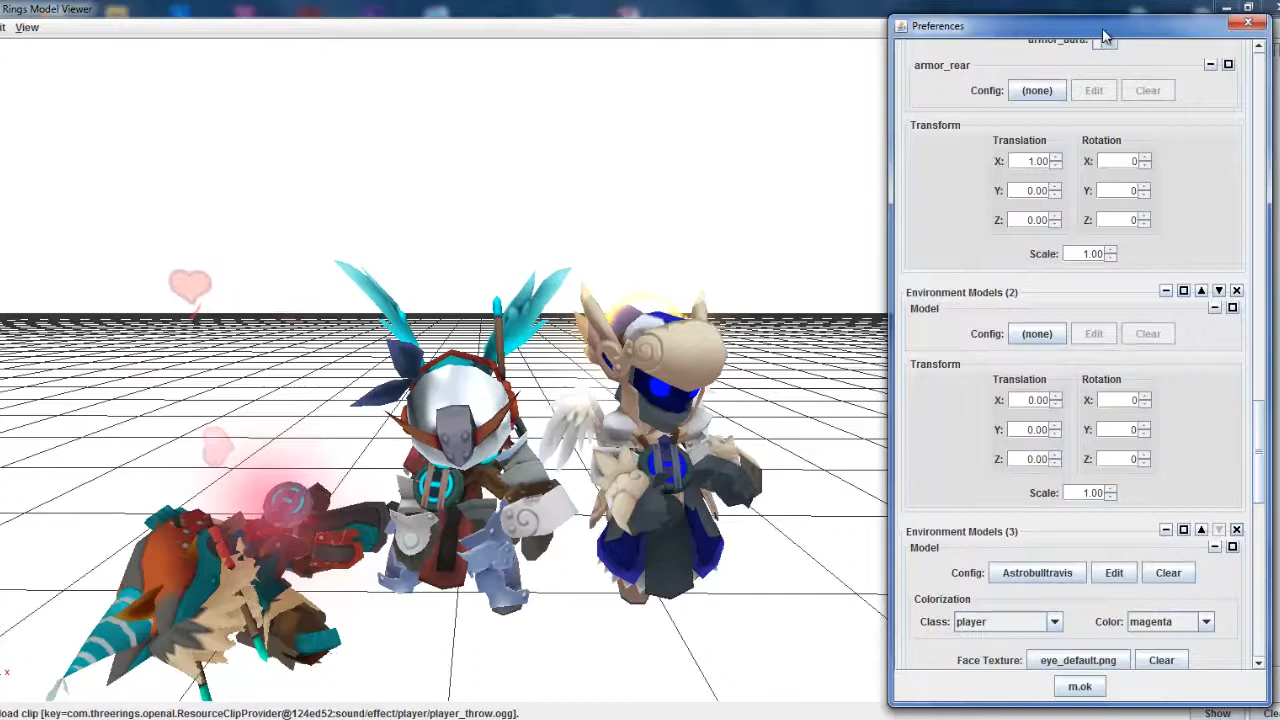 Rings Model Viewer
it View
Preferences
armor_aura:
armor_rear
Config: (none) Edit Clear
Transform
Translation Rotation
X: 1.00 X: 0
Y: 0.00 Y: 0
Z: 0.00 Z: 0
Scale: 1.00
Environment Models (2)
Model
Config: (none) Edit Clear
Transform
Translation Rotation
X: 0.00 X: 0
Y: 0.00 Y: 0
Z: 0.00 Z: 0
Scale: 1.00
Environment Models (3)
Model
Config: Astrobulltravis Edit Clear
Colorization
Class: player Color: magenta
Face Texture: eye_default.png Clear
m.ok
x
load clip [key=com.threerings.openal.ResourceClipProvider@124ed52:sound/effect/player/player_throw.ogg].
Show Cle